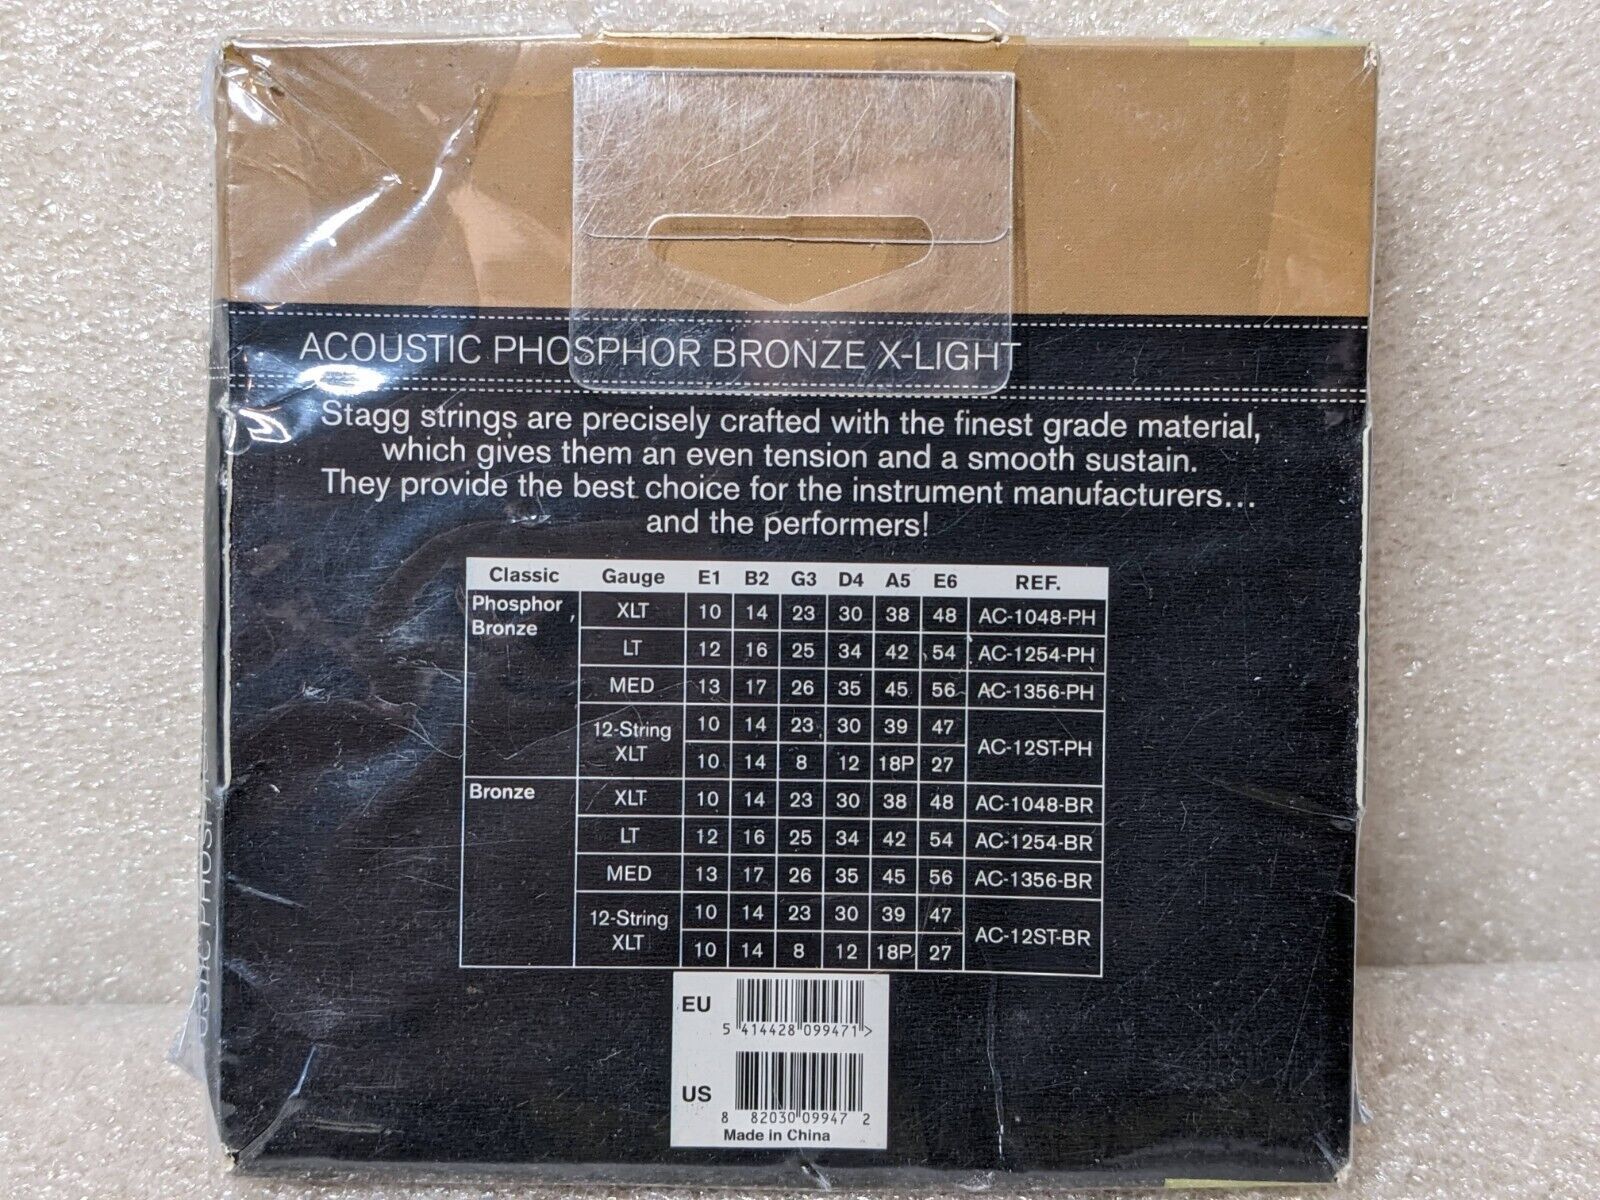 ACOUSTIC PHOSPHOR BRONZE X-LIGHT
Stagg strings are precisely crafted with the finest grade material,
which gives them an even tension and a smooth sustain.
They provide the best choice for the instrument manufacturers...
and the performers!
Classic Gauge E1 B2 G3 D4 A5 E6 REF.
Phosphor Bronze XLT 10 14 23 30 38 48 AC-1048-PH
LT 12 16 25 34 42 54 AC-1254-PH
MED 13 17 26 35 45 56 AC-1356-PH
12-String XLT 10 14 23 30 39 47 AC-12ST-PH
10 14 8 12 18P 27
Bronze XLT 10 14 23 30 38 48 AC-1048-BR
LT 12 16 25 34 42 54 AC-1254-BR
MED 13 17 26 35 45 56 AC-1356-BR
12-String XLT 10 14 23 30 39 47 AC-12ST-BR
10 14 8 12 18P 27
EU
5 414428 099471 >
US
8 82030 09947 2
Made in China